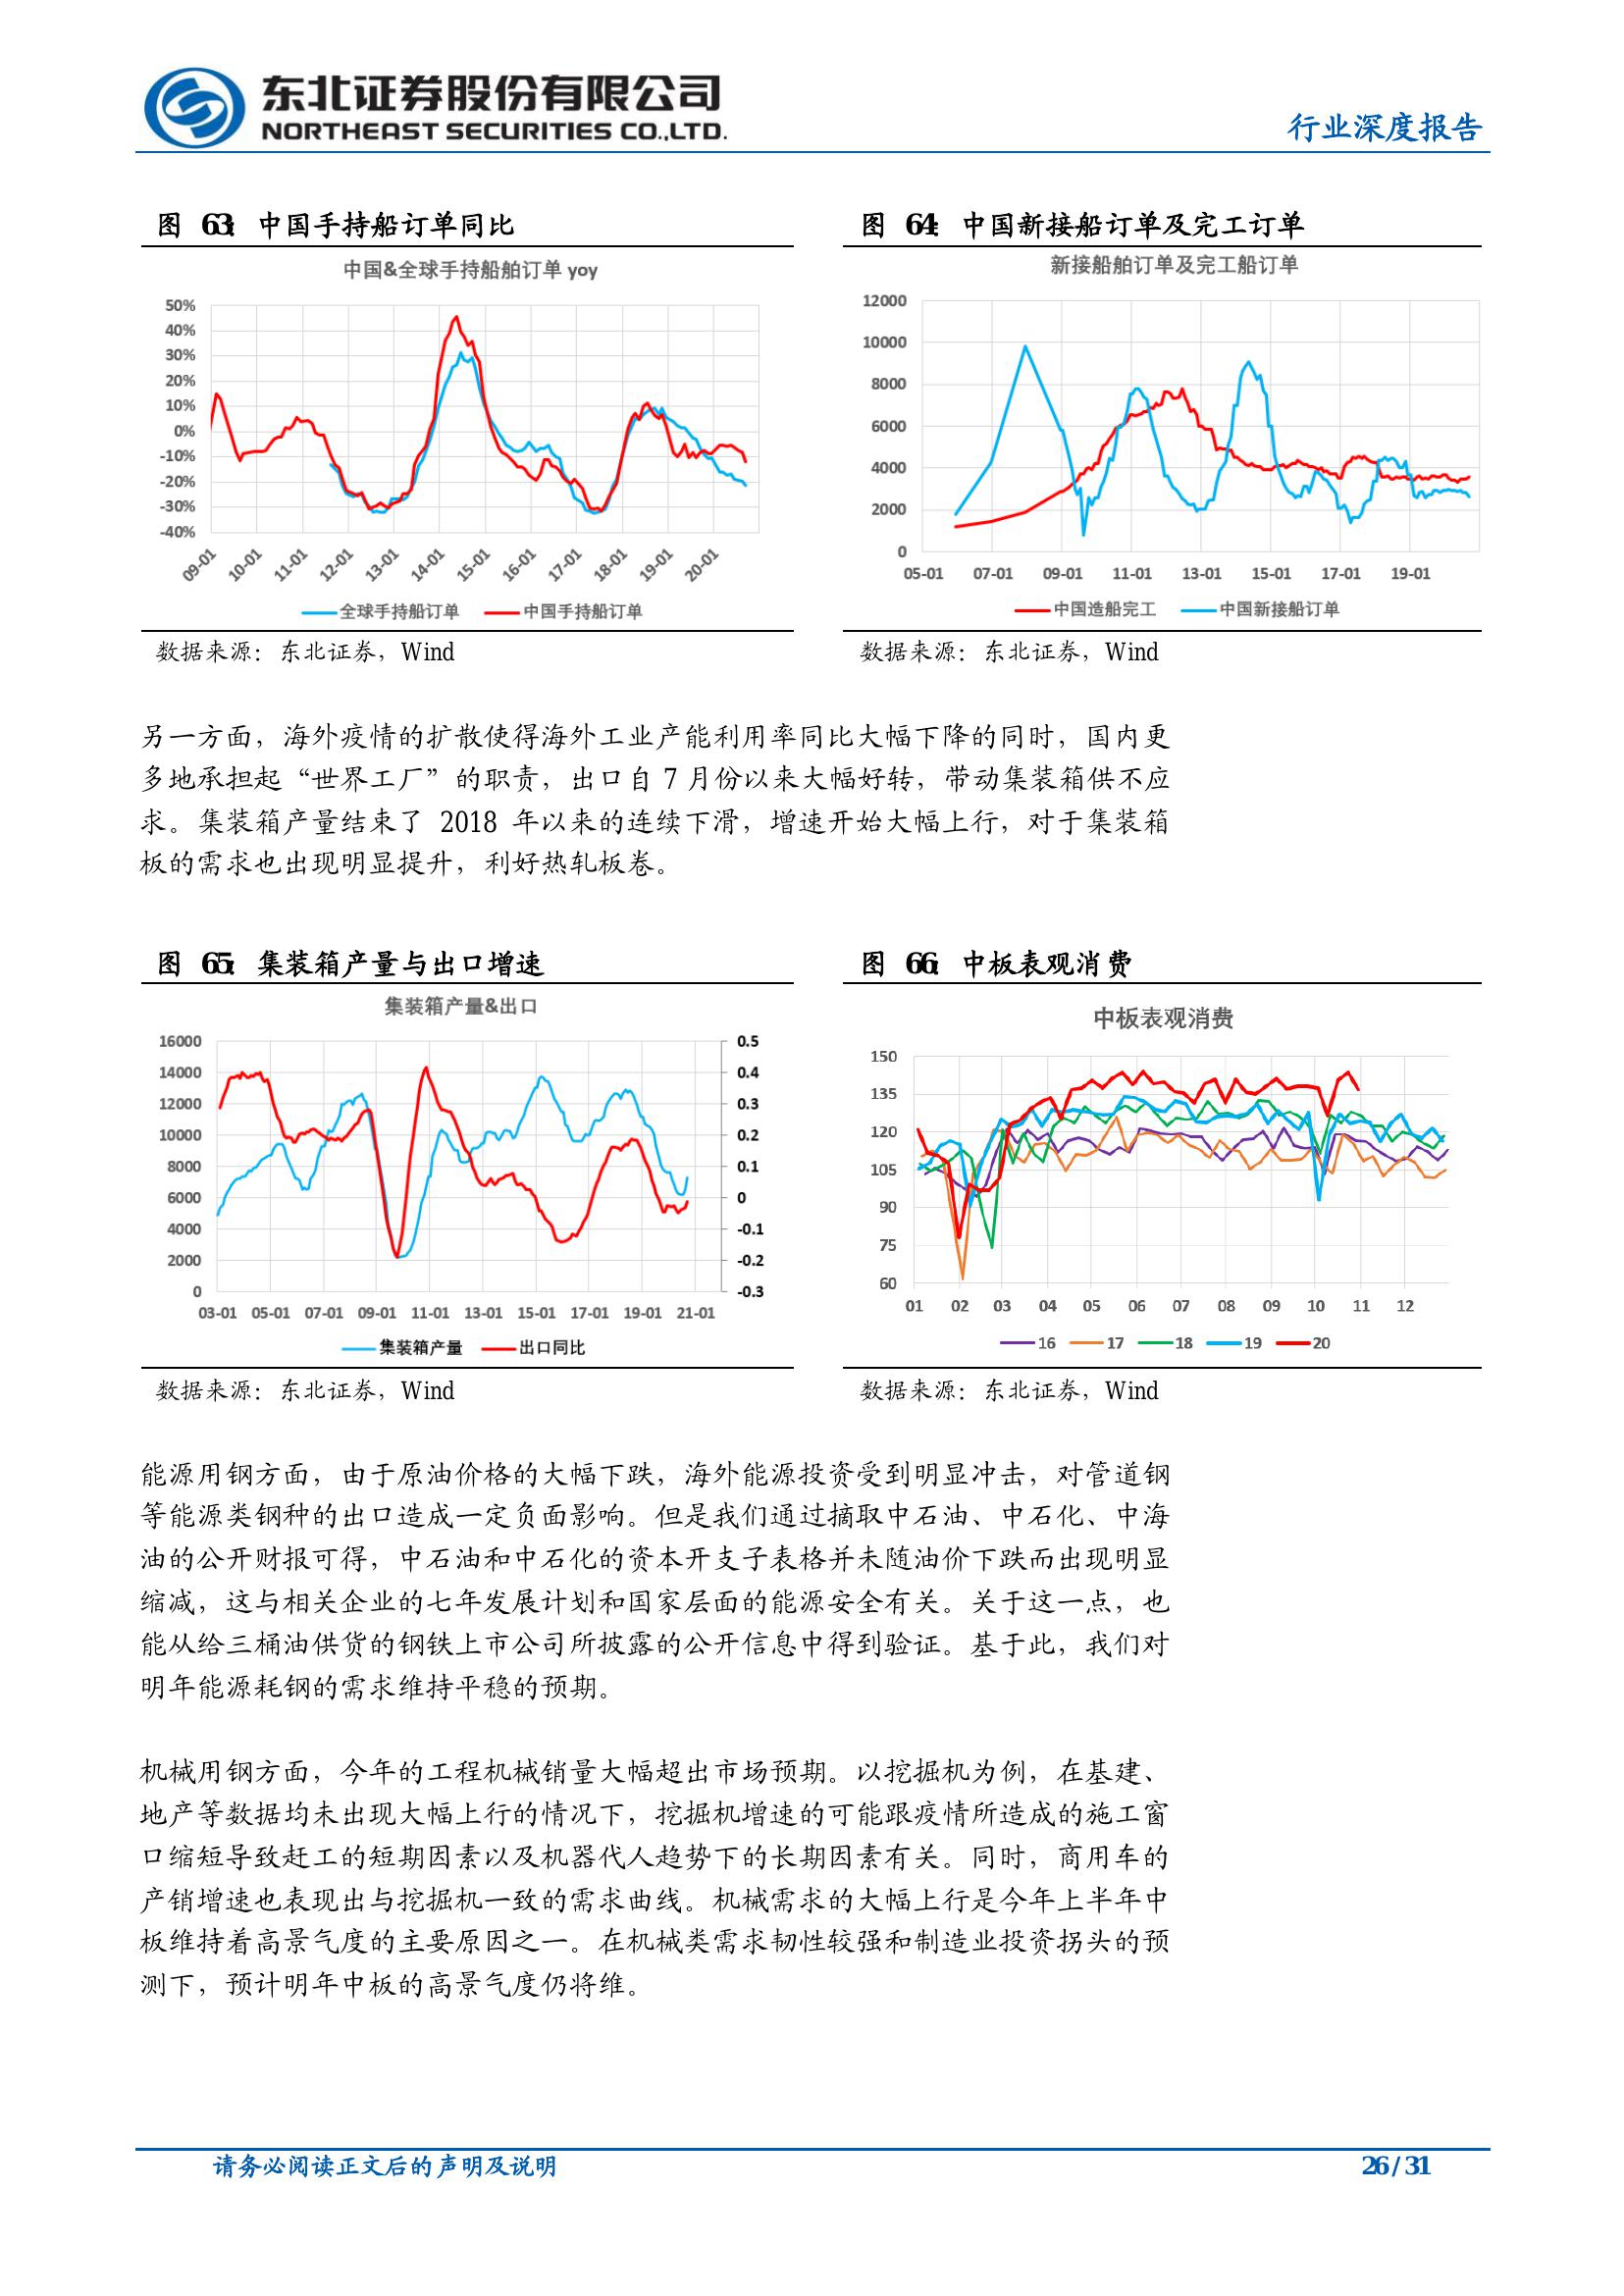 东北证券股份有限公司
NORTHEAST SECURITIES CO.,LTD.
行业深度报告
图 63：中国手持船订单同比
中国&全球手持船舶订单 yoy
50%
40%
30%
20%
10%
0%
-10%
-20%
-30%
-40%
09-01 10-01 11-01 12-01 13-01 14-01 15-01 16-01 17-01 18-01 19-01 20-01
全球手持船订单 中国手持船订单
数据来源：东北证券，Wind
图 64：中国新接船订单及完工订单
新接船舶订单及完工船订单
12000
10000
8000
6000
4000
2000
0
05-01 07-01 09-01 11-01 13-01 15-01 17-01 19-01
中国造船完工 中国新接船订单
数据来源：东北证券，Wind
另一方面，海外疫情的扩散使得海外工业产能利用率同比大幅下降的同时，国内更
多地承担起“世界工厂”的职责，出口自 7 月份以来大幅好转，带动集装箱供不应
求。集装箱产量结束了 2018 年以来的连续下滑，增速开始大幅上行，对于集装箱
板的需求也出现明显提升，利好热轧板卷。
图 65：集装箱产量与出口增速
集装箱产量&出口
16000
14000
12000
10000
8000
6000
4000
2000
0
0.5
0.4
0.3
0.2
0.1
0
-0.1
-0.2
-0.3
03-01 05-01 07-01 09-01 11-01 13-01 15-01 17-01 19-01 21-01
集装箱产量 出口同比
数据来源：东北证券，Wind
图 66：中板表观消费
中板表观消费
150
135
120
105
90
75
60
01 02 03 04 05 06 07 08 09 10 11 12
16 17 18 19 20
数据来源：东北证券，Wind
能源用钢方面，由于原油价格的大幅下跌，海外能源投资受到明显冲击，对管道钢
等能源类钢种的出口造成一定负面影响。但是我们通过摘取中石油、中石化、中海
油的公开财报可得，中石油和中石化的资本开支子表格并未随油价下跌而出现明显
缩减，这与相关企业的七年发展计划和国家层面的能源安全有关。关于这一点，也
能从给三桶油供货的钢铁上市公司所披露的公开信息中得到验证。基于此，我们对
明年能源耗钢的需求维持平稳的预期。
机械用钢方面，今年的工程机械销量大幅超出市场预期。以挖掘机为例，在基建、
地产等数据均未出现大幅上行的情况下，挖掘机增速的可能跟疫情所造成的施工窗
口缩短导致赶工的短期因素以及机器代人趋势下的长期因素有关。同时，商用车的
产销增速也表现出与挖掘机一致的需求曲线。机械需求的大幅上行是今年上半年中
板维持着高景气度的主要原因之一。在机械类需求韧性较强和制造业投资拐头的预
测下，预计明年中板的高景气度仍将维。
请务必阅读正文后的声明及说明
26 / 31